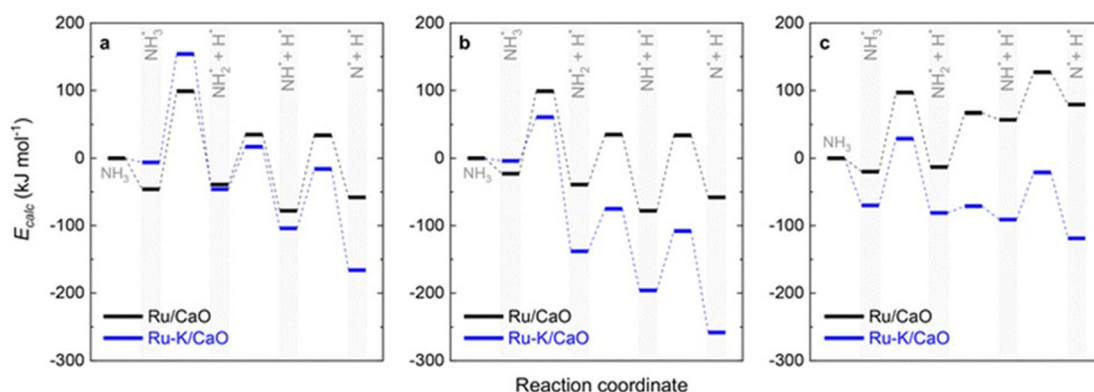 a
200
100
0
-100
-200
-300
E_calc (kJ mol⁻¹)
NH₃
NH₃*
NH₂* + H*
NH* + H*
N* + H*
Ru/CaO
Ru-K/CaO
b
200
100
0
-100
-200
-300
NH₃
NH₃*
NH₂* + H*
NH* + H*
N* + H*
Ru/CaO
Ru-K/CaO
c
200
100
0
-100
-200
-300
NH₃
NH₃*
NH₂* + H*
NH* + H*
N* + H*
Ru/CaO
Ru-K/CaO
Reaction coordinate